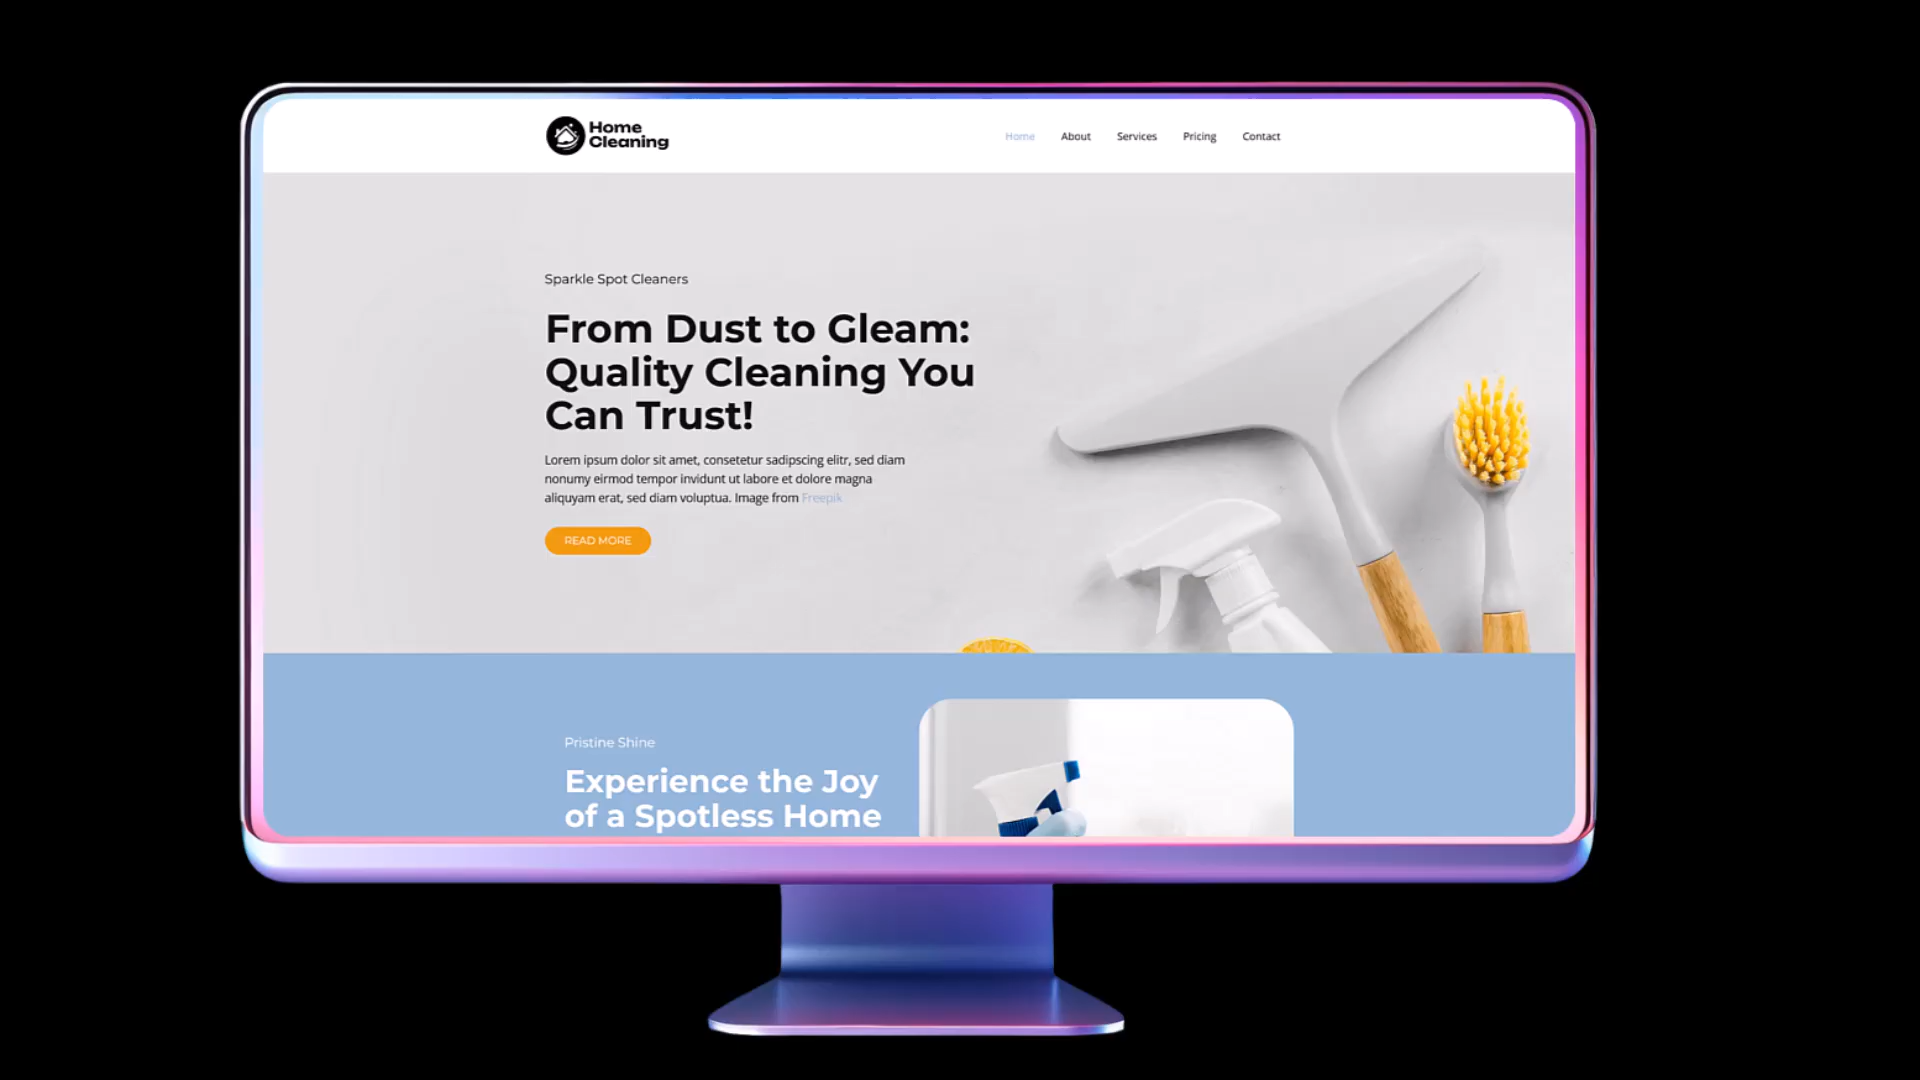 Home
Cleaning
Home About Services Pricing Contact
Sparkle Spot Cleaners
From Dust to Gleam:
Quality Cleaning You
Can Trust!
Lorem ipsum dolor sit amet, consetetur sadipscing elitr, sed diam
nonumy eirmod tempor invidunt ut labore et dolore magna
aliquyam erat, sed diam voluptua. Image from Freepik
READ MORE
Pristine Shine
Experience the Joy
of a Spotless Home